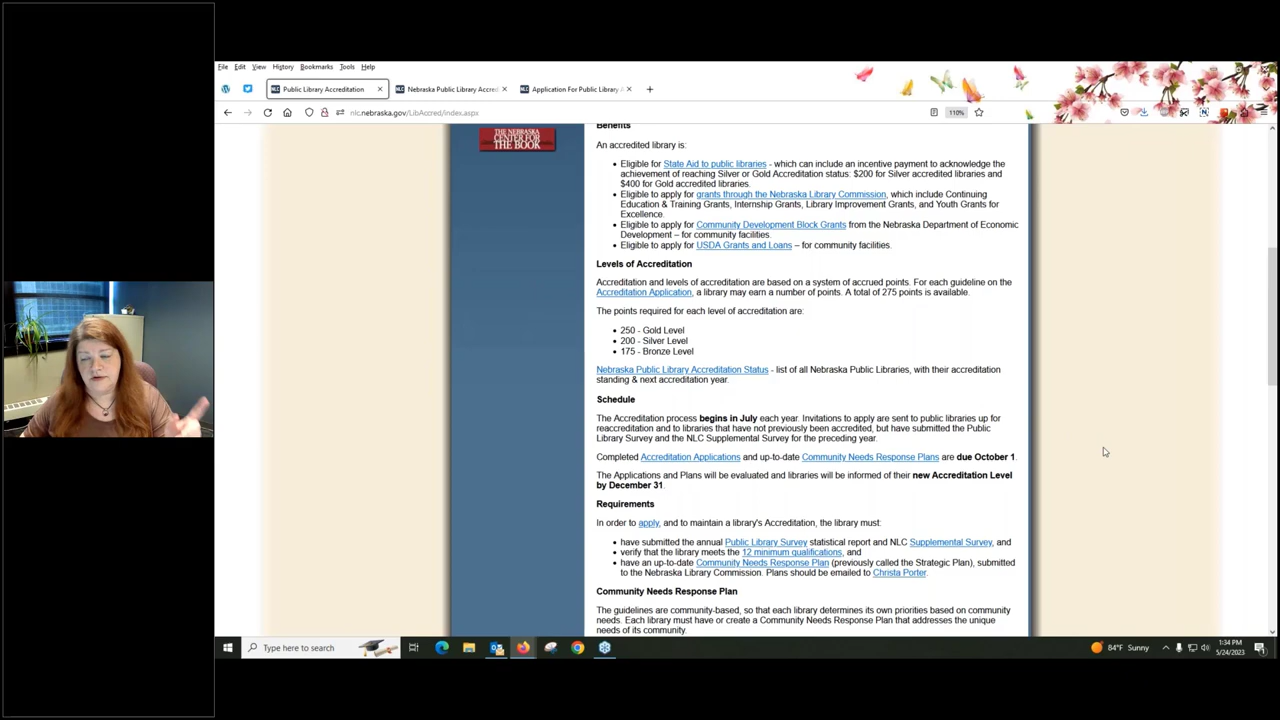 File Edit View History Bookmarks Tools Help
Public Library Accreditation
Nebraska Public Library Accred
Application For Public Library A
nlc.nebraska.gov/LibAccred/index.aspx
110%
THE NEBRASKA
CENTER FOR
THE BOOK
Benefits
An accredited library is:
• Eligible for State Aid to public libraries - which can include an incentive payment to acknowledge the
achievement of reaching Silver or Gold Accreditation status: $200 for Silver accredited libraries and
$400 for Gold accredited libraries.
• Eligible to apply for grants through the Nebraska Library Commission, which include Continuing
Education & Training Grants, Internship Grants, Library Improvement Grants, and Youth Grants for
Excellence.
• Eligible to apply for Community Development Block Grants from the Nebraska Department of Economic
Development – for community facilities.
• Eligible to apply for USDA Grants and Loans – for community facilities.
Levels of Accreditation
Accreditation and levels of accreditation are based on a system of accrued points. For each guideline on the
Accreditation Application, a library may earn a number of points. A total of 275 points is available.
The points required for each level of accreditation are:
• 250 - Gold Level
• 200 - Silver Level
• 175 - Bronze Level
Nebraska Public Library Accreditation Status - list of all Nebraska Public Libraries, with their accreditation
standing & next accreditation year.
Schedule
The Accreditation process begins in July each year. Invitations to apply are sent to public libraries up for
reaccreditation and to libraries that have not previously been accredited, but have submitted the Public
Library Survey and the NLC Supplemental Survey for the preceding year.
Completed Accreditation Applications and up-to-date Community Needs Response Plans are due October 1.
The Applications and Plans will be evaluated and libraries will be informed of their new Accreditation Level
by December 31.
Requirements
In order to apply, and to maintain a library's Accreditation, the library must:
• have submitted the annual Public Library Survey statistical report and NLC Supplemental Survey, and
• verify that the library meets the 12 minimum qualifications, and
• have an up-to-date Community Needs Response Plan (previously called the Strategic Plan), submitted
to the Nebraska Library Commission. Plans should be emailed to Christa Porter.
Community Needs Response Plan
The guidelines are community-based, so that each library determines its own priorities based on community
needs. Each library must have or create a Community Needs Response Plan that addresses the unique
needs of its community.
Type here to search
84°F Sunny
1:34 PM
5/24/2023